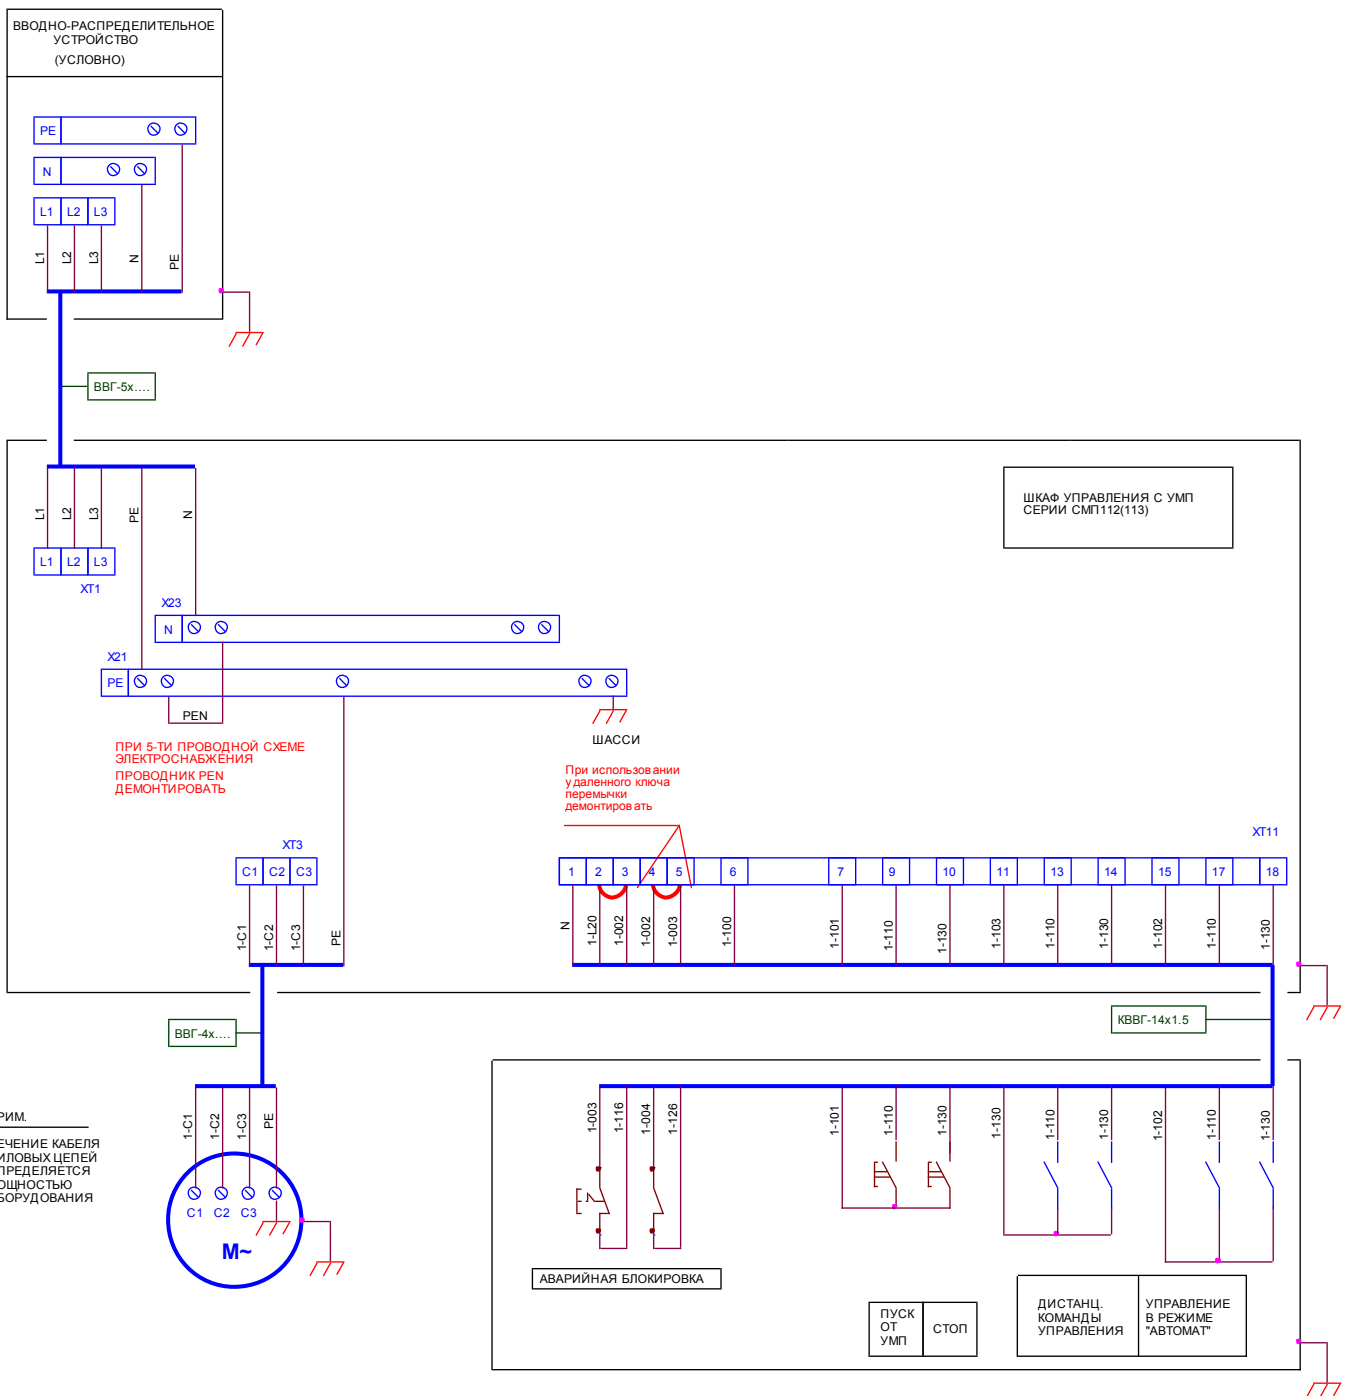 ВВОДНО-РАСПРЕДЕЛИТЕЛЬНОЕ
УСТРОЙСТВО
(УСЛОВНО)
PE
N
L1 L2 L3
L1 L2 L3 N PE
ВВГ-5х....
ШКАФ УПРАВЛЕНИЯ С УМП
СЕРИИ СМП112(113)
L1 L2 L3 PE N
L1 L2 L3
XT1
X23
N
X21
PE
PEN
ШАССИ
ПРИ 5-ТИ ПРОВОДНОЙ СХЕМЕ
ЭЛЕКТРОСНАБЖЕНИЯ
ПРОВОДНИК PEN
ДЕМОНТИРОВАТЬ
При использовании
удаленного ключа
перемычки
демонтировать
XT3
C1 C2 C3
1-C1 1-C2 1-C3 PE
XT11
1 2 3 4 5 6 7 9 10 11 13 14 15 17 18
N 1-L20 1-002 1-002 1-003 1-100 1-101 1-110 1-130 1-103 1-110 1-130 1-102 1-110 1-130
ВВГ-4х....
КВВГ-14х1.5
1-C1 1-C2 1-C3 PE
C1 C2 C3
M~
РИМ.
ЕЧЕНИЕ КАБЕЛЯ
ИЛОВЫХ ЦЕПЕЙ
ПРЕДЕЛЯЕТСЯ
ОЩНОСТЬЮ
БОРУДОВАНИЯ
1-003 1-116 1-004 1-126 1-101 1-110 1-130 1-130 1-110 1-130 1-102 1-110 1-130
АВАРИЙНАЯ БЛОКИРОВКА
ПУСК
ОТ
УМП
СТОП
ДИСТАНЦ.
КОМАНДЫ
УПРАВЛЕНИЯ
УПРАВЛЕНИЕ
В РЕЖИМЕ
"АВТОМАТ"